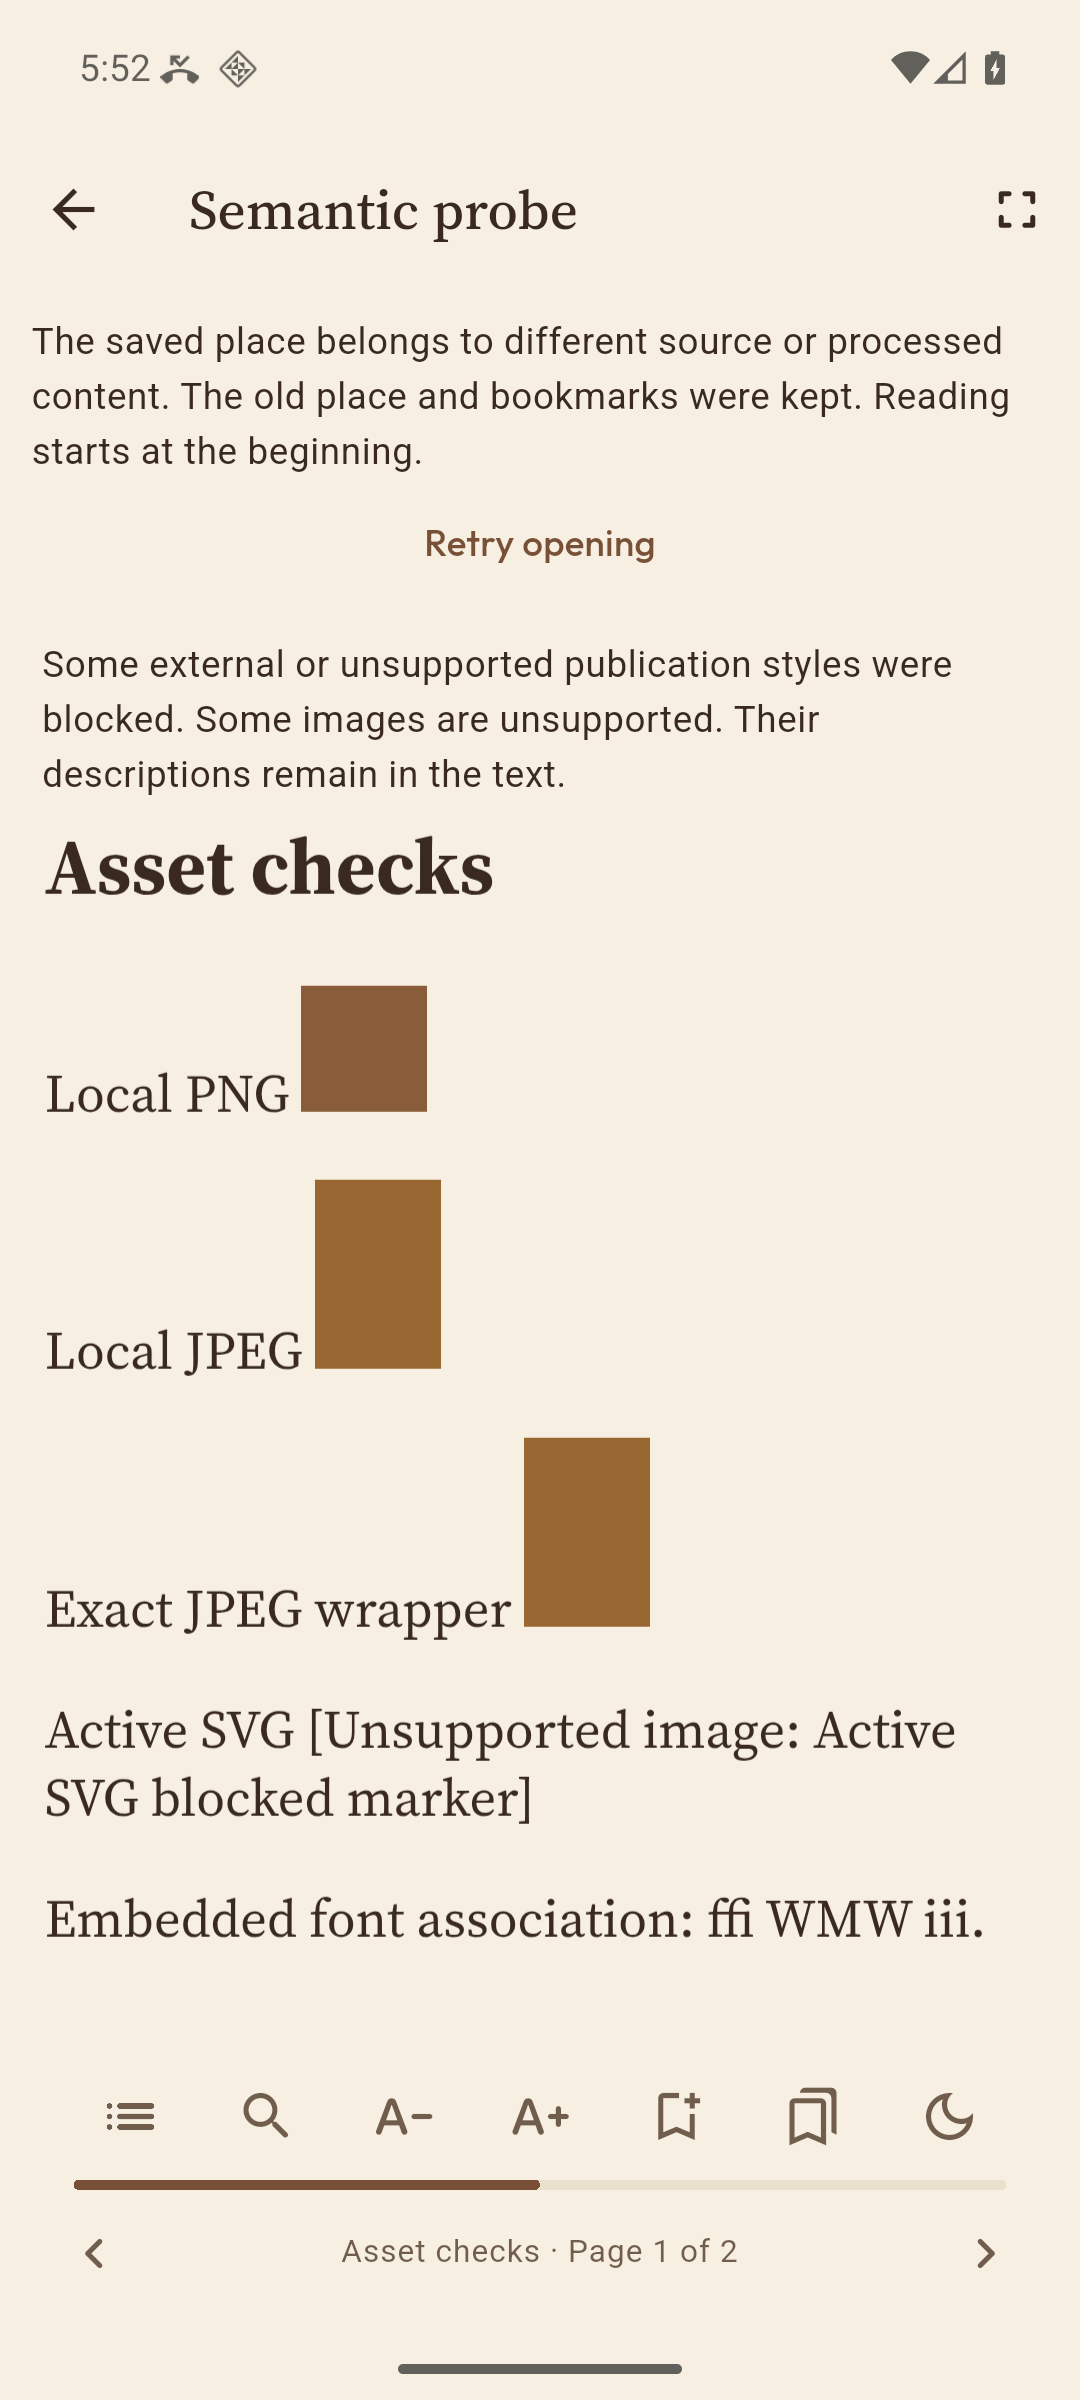 5:52
Semantic probe
The saved place belongs to different source or processed
content. The old place and bookmarks were kept. Reading
starts at the beginning.
Retry opening
Some external or unsupported publication styles were
blocked. Some images are unsupported. Their
descriptions remain in the text.
Asset checks
Local PNG
Local JPEG
Exact JPEG wrapper
Active SVG [Unsupported image: Active
SVG blocked marker]
Embedded font association: ffi WMW iii.
A− A+
Asset checks · Page 1 of 2